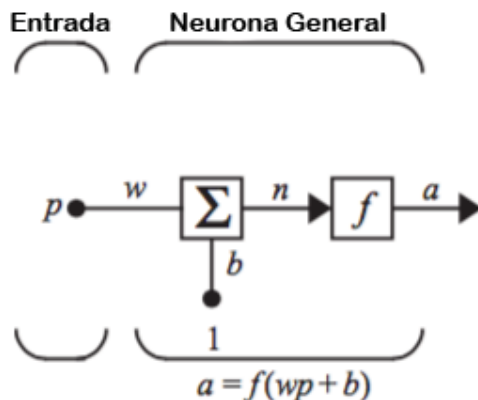 Entrada Neurona General
p w Σ n f a
b
1
a = f(wp + b)